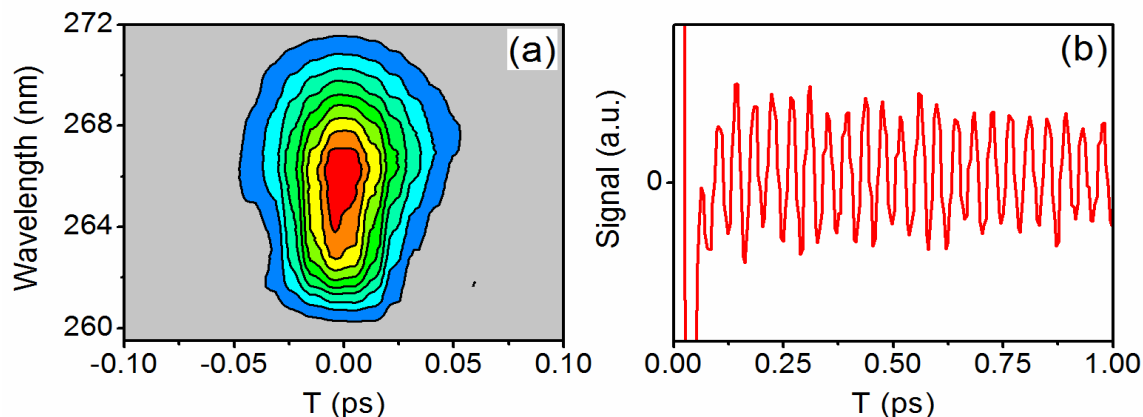 (a)
Wavelength (nm)
272
268
264
260
-0.10 -0.05 0.00 0.05 0.10
T (ps)
(b)
Signal (a.u.)
0
0.00 0.25 0.50 0.75 1.00
T (ps)